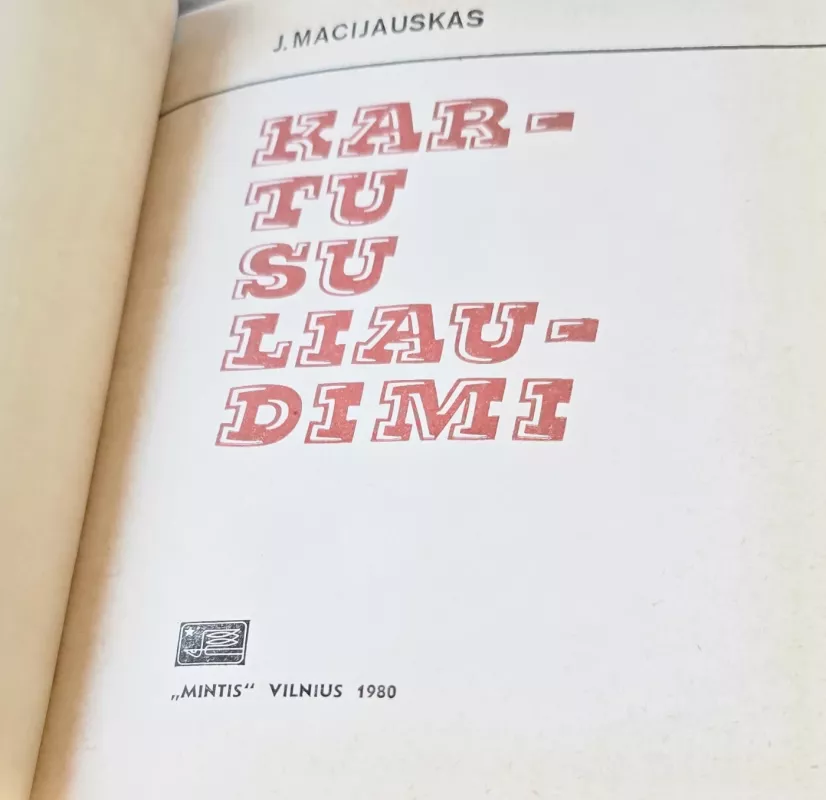 J. MACIJAUSKAS
KAR-
TU
SU
LIAU-
DIMI
„MINTIS“ VILNIUS 1980